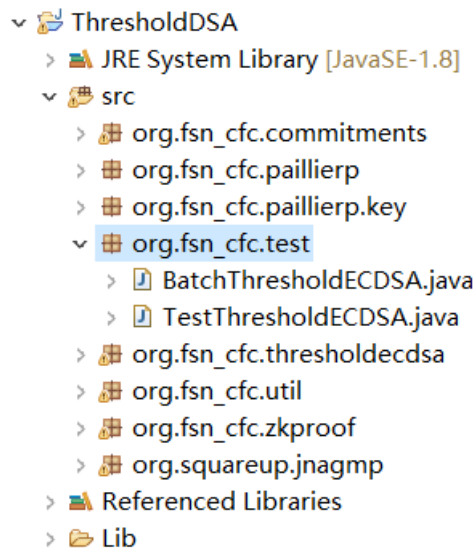 ThresholdDSA
JRE System Library [JavaSE-1.8]
src
org.fsn_cfc.commitments
org.fsn_cfc.paillierp
org.fsn_cfc.paillierp.key
org.fsn_cfc.test
BatchThresholdECDSA.java
TestThresholdECDSA.java
org.fsn_cfc.thresholdecdsa
org.fsn_cfc.util
org.fsn_cfc.zkproof
org.squareup.jnagmp
Referenced Libraries
Lib